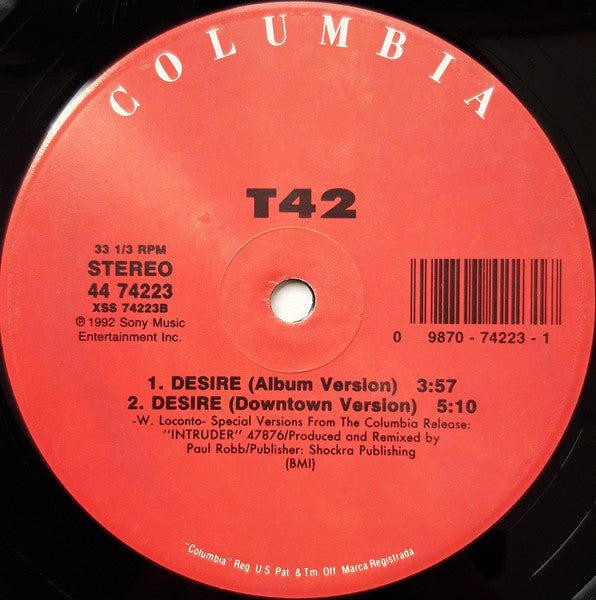 COLUMBIA
T42
33 1/3 RPM
STEREO
44 74223
XSS 74223B
℗ 1992 Sony Music
Entertainment Inc.
0 9870 - 74223 - 1
1. DESIRE (Album Version) 3:57
2. DESIRE (Downtown Version) 5:10
-W. Loconto- Special Versions From The Columbia Release:
"INTRUDER" 47876/Produced and Remixed by
Paul Robb/Publisher: Shockra Publishing
(BMI)
"Columbia" Reg. U.S. Pat. & Tm. Off. Marca Registrada.